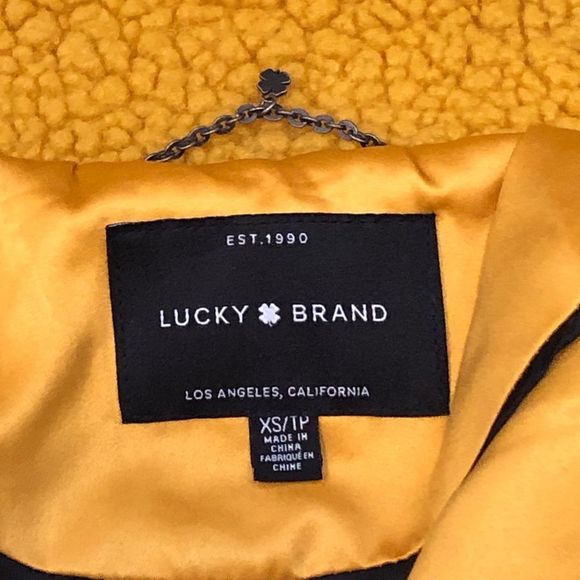 EST.1990
LUCKY BRAND
LOS ANGELES, CALIFORNIA
XS/TP
MADE IN
CHINA
FABRIQUÉ EN
CHINE